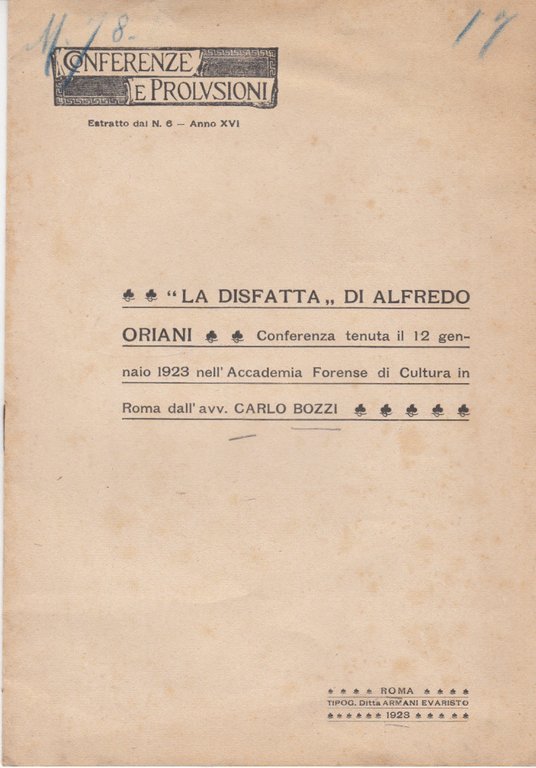 17
CONFERENZE
E PROLVSIONI
Estratto dal N. 6 — Anno XVI
“LA DISFATTA„ DI ALFREDO
ORIANI Conferenza tenuta il 12 gen-
naio 1923 nell'Accademia Forense di Cultura in
Roma dall'avv. CARLO BOZZI
ROMA
TIPOG. Ditta ARMANI EVARISTO
1923